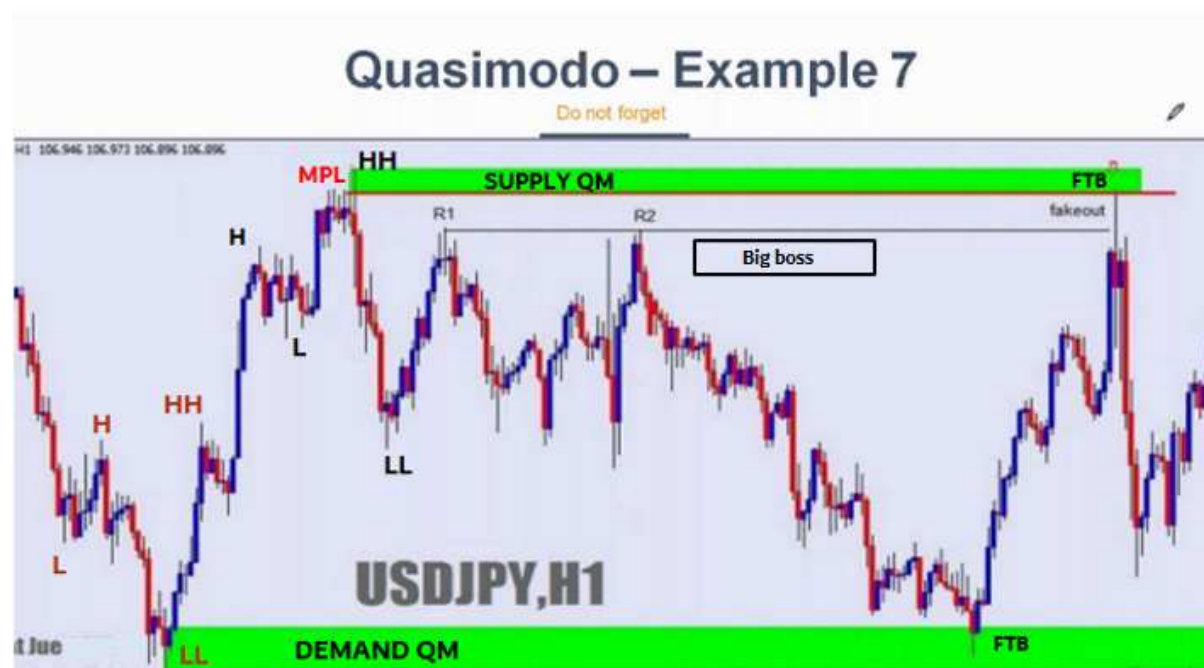 Quasimodo – Example 7
Do not forget
H1 106.946 106.973 106.896 106.896
MPL
HH
SUPPLY QM
FTB
R1
R2
fakeout
H
Big boss
L
HH
H
LL
L
USDJPY,H1
t Jue
LL
DEMAND QM
FTB